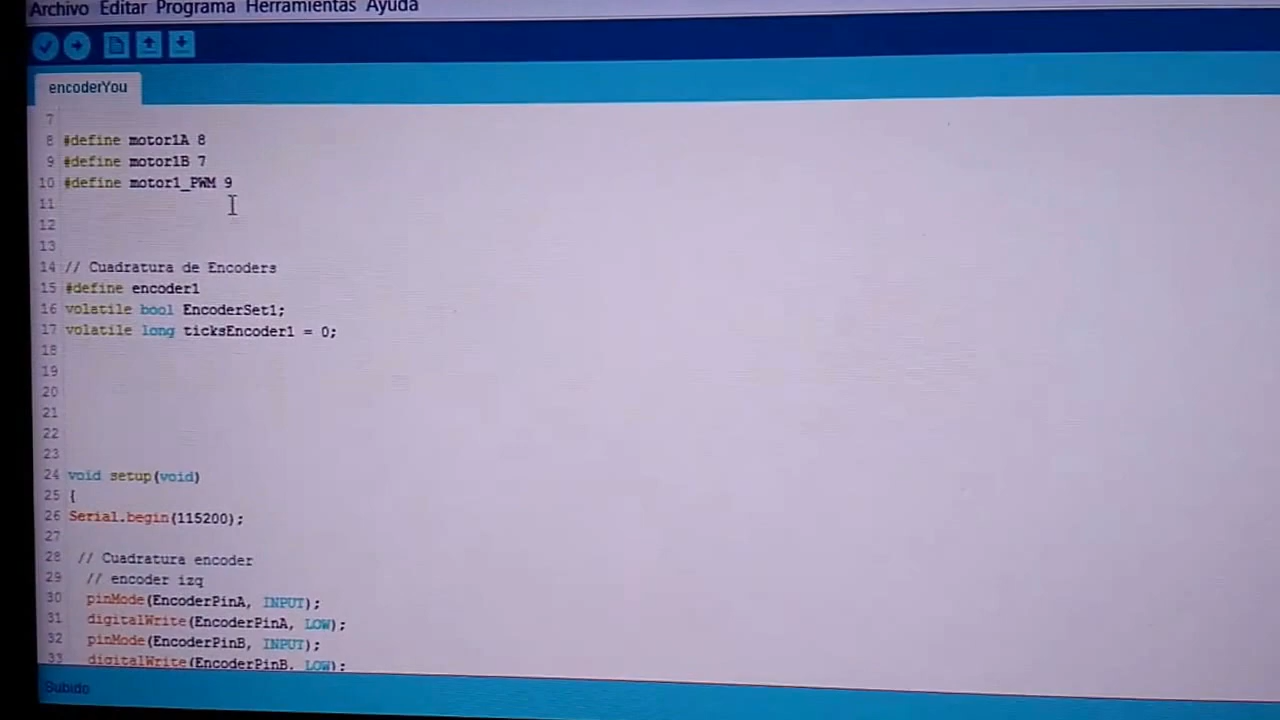 Archivo Editar Programa Herramientas Ayuda
encoderYou
7
8 #define motor1A 8
9 #define motor1B 7
10 #define motor1_PWM 9
11
12
13
14 // Cuadratura de Encoders
15 #define encoder1
16 volatile bool EncoderSet1;
17 volatile long ticksEncoder1 = 0;
18
19
20
21
22
23
24 void setup(void)
25 {
26 Serial.begin(115200);
27
28 // Cuadratura encoder
29 // encoder izq
30 pinMode(EncoderPinA, INPUT);
31 digitalWrite(EncoderPinA, LOW);
32 pinMode(EncoderPinB, INPUT);
33 digitalWrite(EncoderPinB, LOW);
Subido